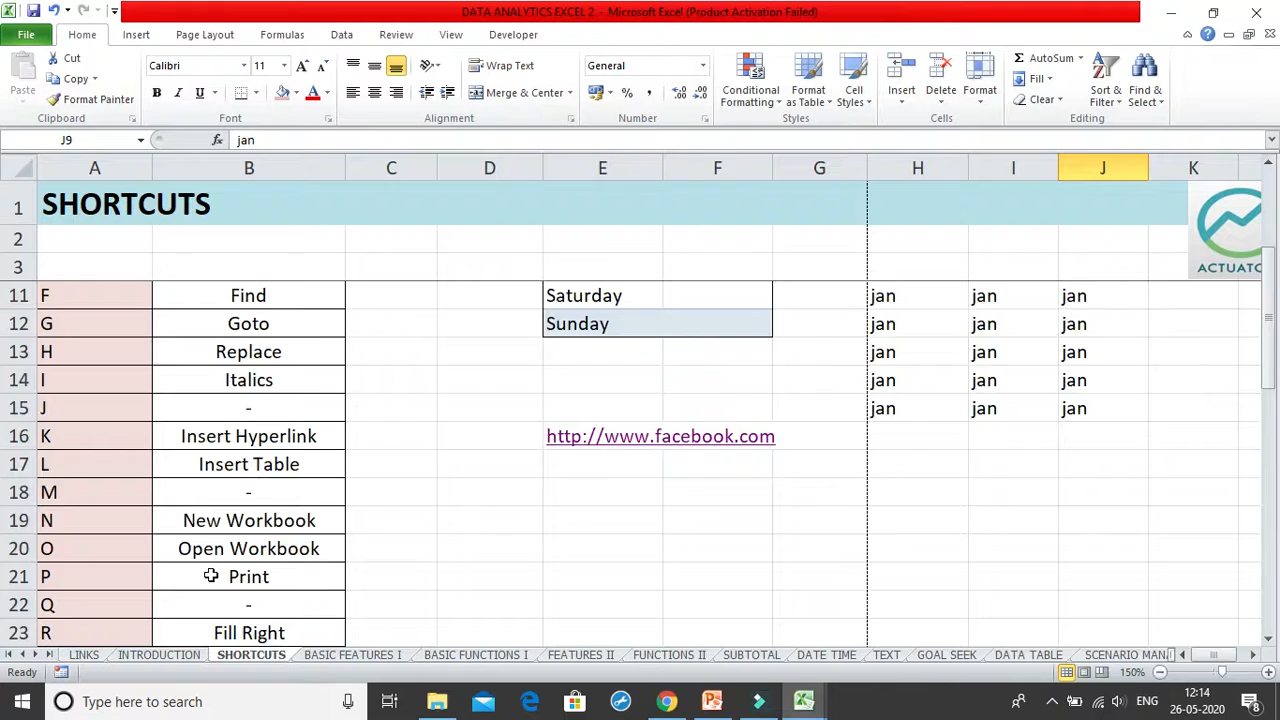 DATA ANALYTICS EXCEL 2 - Microsoft Excel (Product Activation Failed)
File Home Insert Page Layout Formulas Data Review View Developer
Paste
Cut
Copy
Format Painter
Clipboard
Calibri 11
B I U
Font
Wrap Text
Merge & Center
Alignment
General
% ,
Number
Conditional Formatting
Format as Table
Cell Styles
Styles
Insert
Delete
Format
Cells
Σ AutoSum
Fill
Clear
Sort & Filter
Find & Select
Editing
J9 fx jan
A B C D E F G H I J K
1 SHORTCUTS
2
3
ACTUATO
11 F Find Saturday jan jan jan
12 G Goto Sunday jan jan jan
13 H Replace jan jan jan
14 I Italics jan jan jan
15 J - jan jan jan
16 K Insert Hyperlink http://www.facebook.com
17 L Insert Table
18 M -
19 N New Workbook
20 O Open Workbook
21 P Print
22 Q -
23 R Fill Right
LINKS INTRODUCTION SHORTCUTS BASIC FEATURES I BASIC FUNCTIONS I FEATURES II FUNCTIONS II SUBTOTAL DATE TIME TEXT GOAL SEEK DATA TABLE SCENARIO MAN
Ready 150%
Type here to search
ENG
12:14
26-05-2020
8